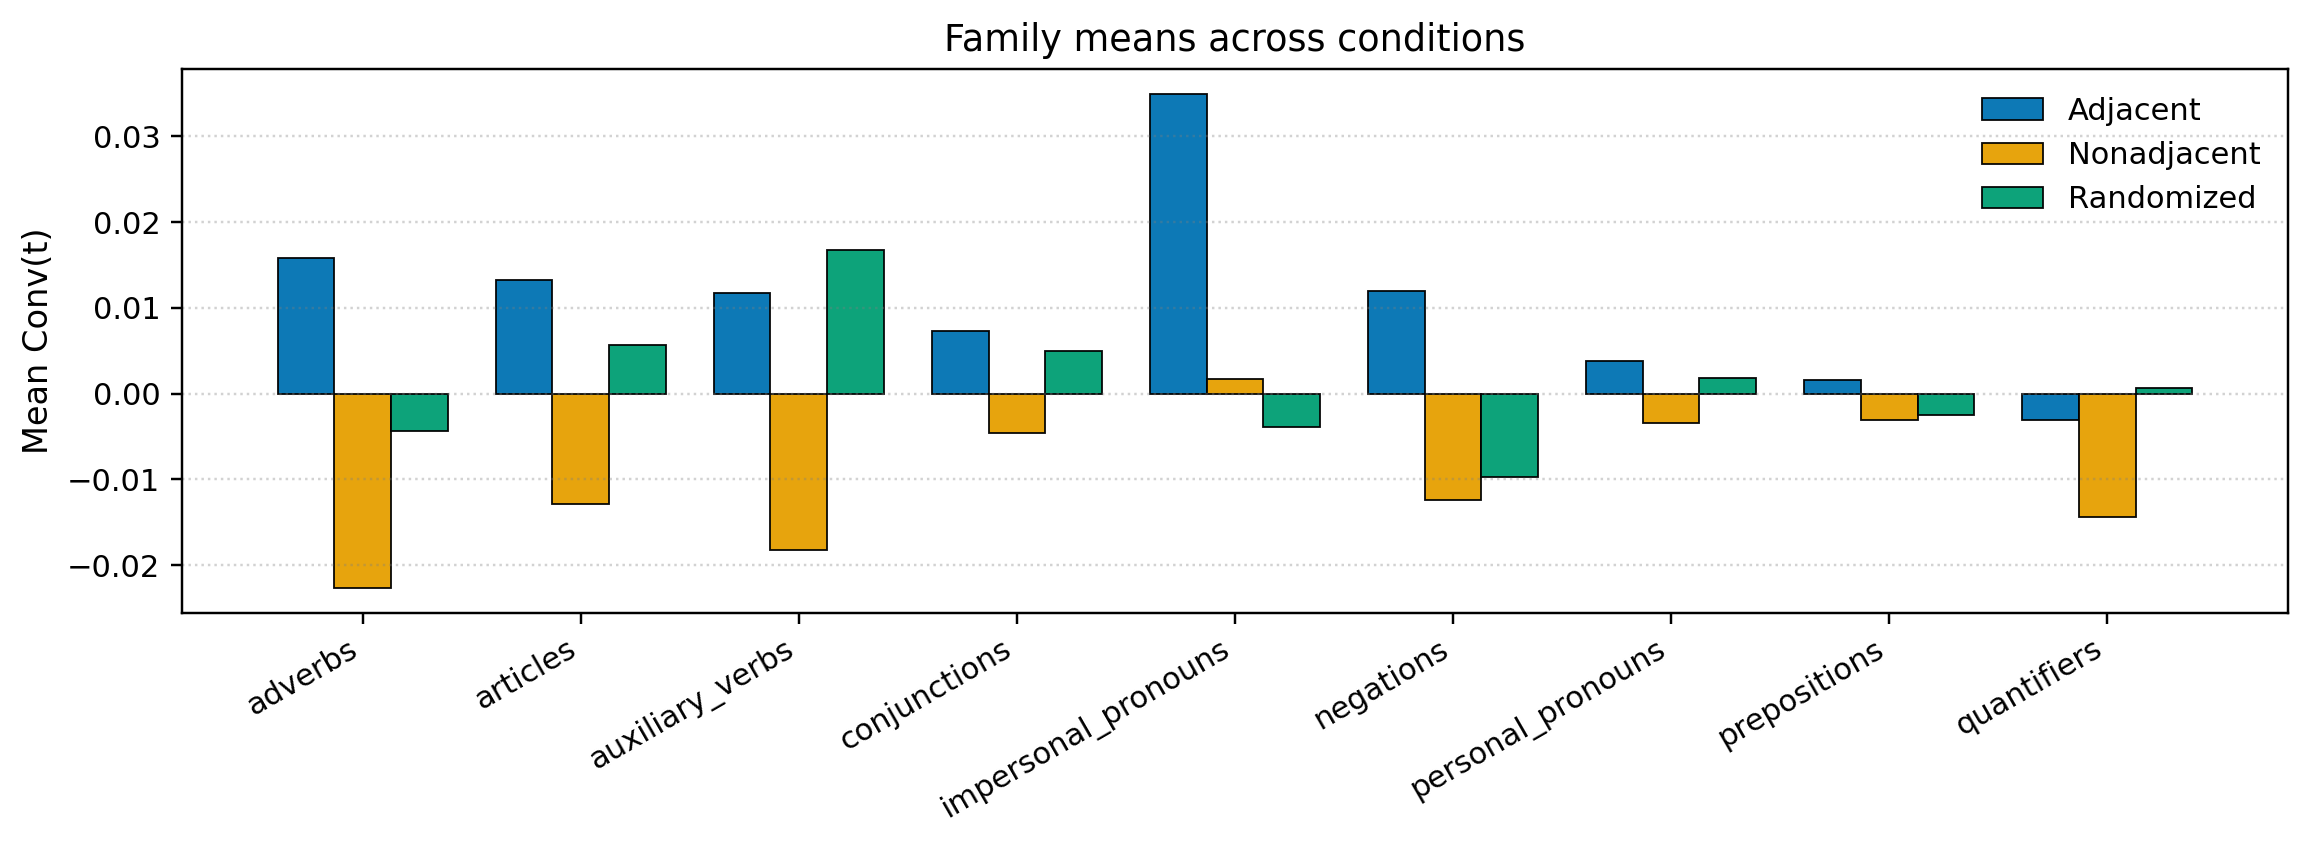 Family means across conditions
Mean Conv(t)
0.03
0.02
0.01
0.00
−0.01
−0.02
Adjacent
Nonadjacent
Randomized
adverbs
articles
auxiliary_verbs
conjunctions
impersonal_pronouns
negations
personal_pronouns
prepositions
quantifiers